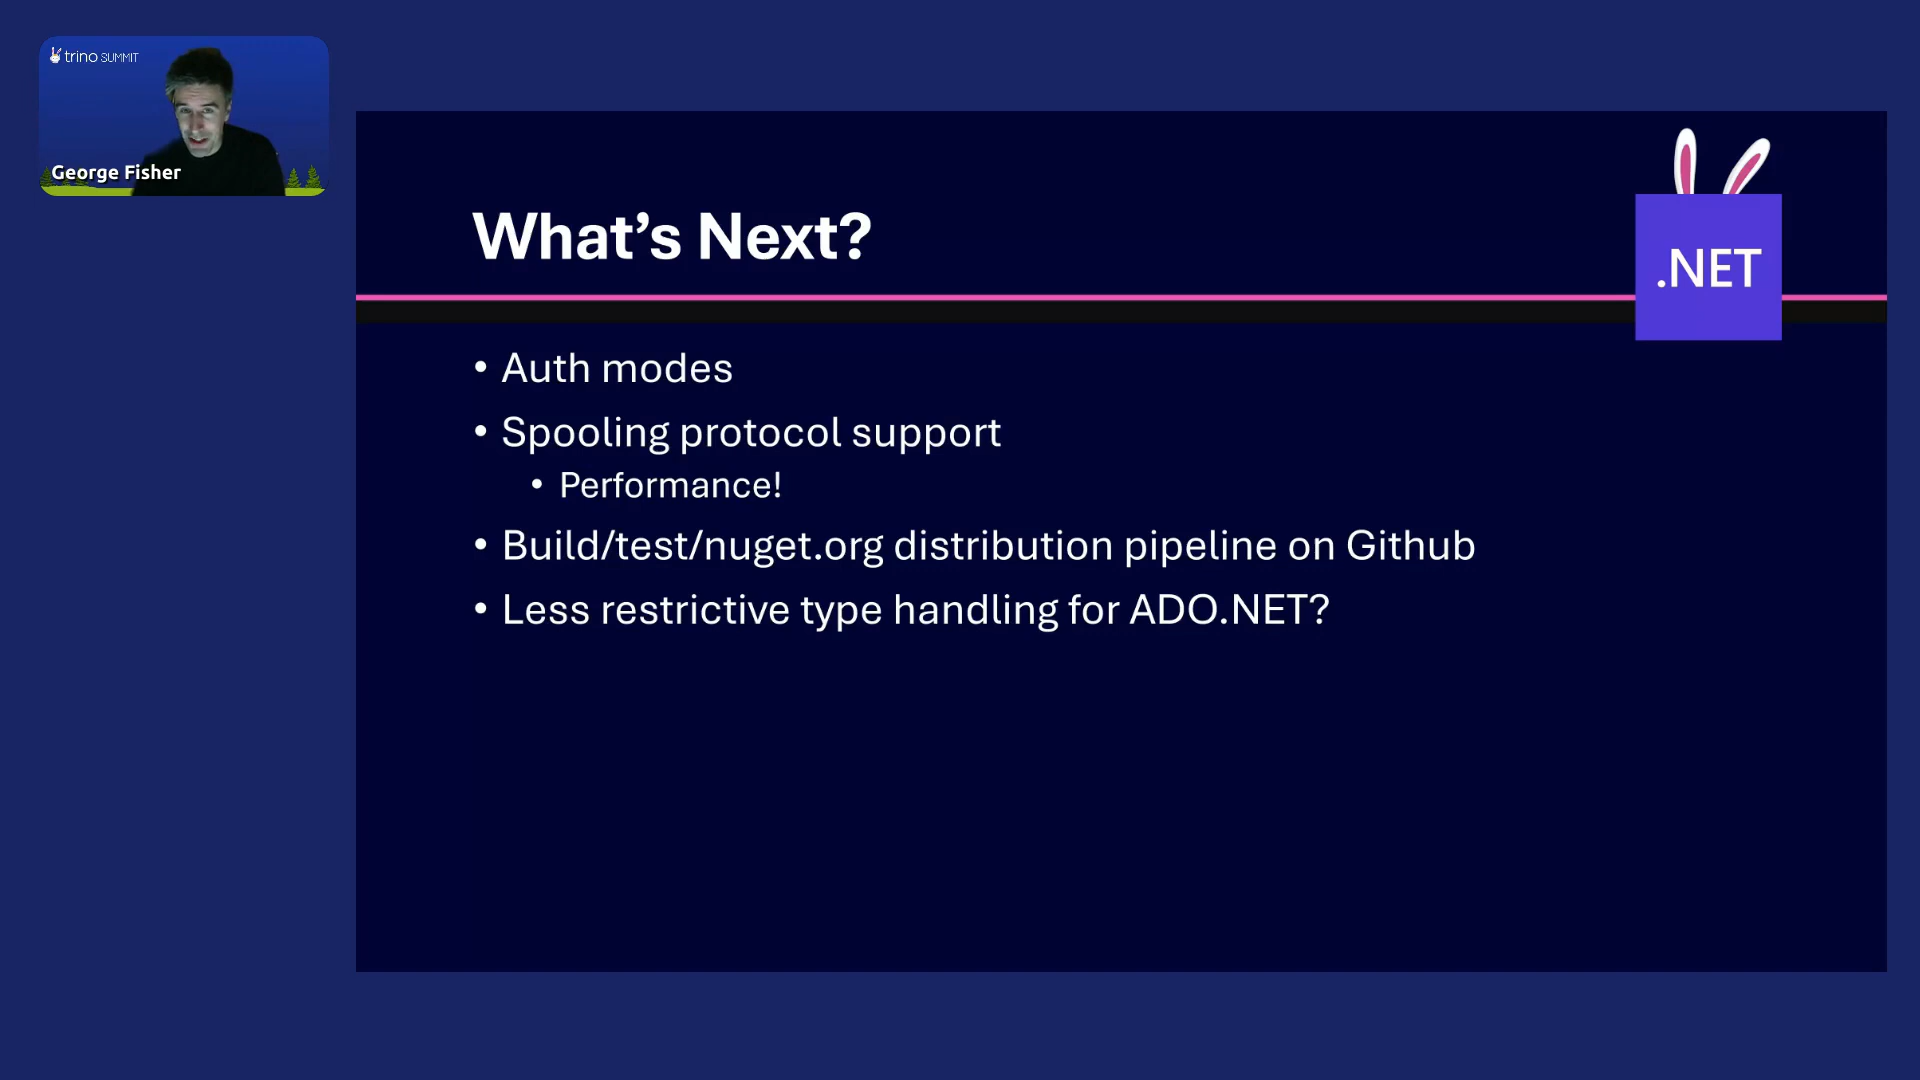 trino SUMMIT
George Fisher
What’s Next?
.NET
• Auth modes
• Spooling protocol support
• Performance!
• Build/test/nuget.org distribution pipeline on Github
• Less restrictive type handling for ADO.NET?